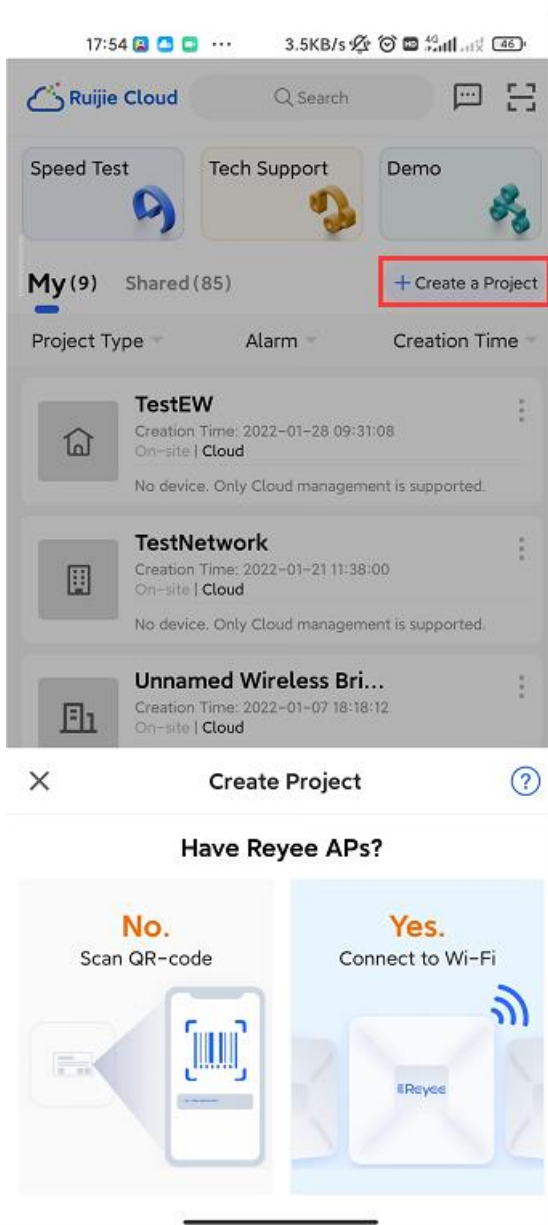 17:54 ... 3.5KB/s HD 4G 46
Ruijie Cloud Search
Speed Test Tech Support Demo
My (9) Shared (85) + Create a Project
Project Type Alarm Creation Time
TestEW
Creation Time: 2022-01-28 09:31:08
On-site | Cloud
No device. Only Cloud management is supported.
TestNetwork
Creation Time: 2022-01-21 11:38:00
On-site | Cloud
No device. Only Cloud management is supported.
Unnamed Wireless Bri...
Creation Time: 2022-01-07 18:18:12
On-site | Cloud
Create Project ?
Have Reyee APs?
No. Yes.
Scan QR-code Connect to Wi-Fi
Reyee